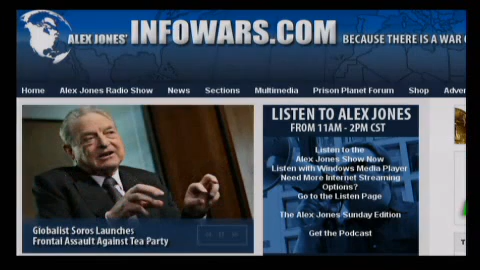 ALEX JONES' INFOWARS.COM BECAUSE THERE IS A WAR
Home Alex Jones Radio Show News Sections Multimedia Prison Planet Forum Shop
LISTEN TO ALEX JONES
FROM 11AM - 2PM CST
Listen to the
Alex Jones Show Now
Listen with Windows Media Player
Need More Internet Streaming
Options?
Go to the Listen Page
The Alex Jones Sunday Edition
Get the Podcast
Globalist Soros Launches
Frontal Assault Against Tea Party